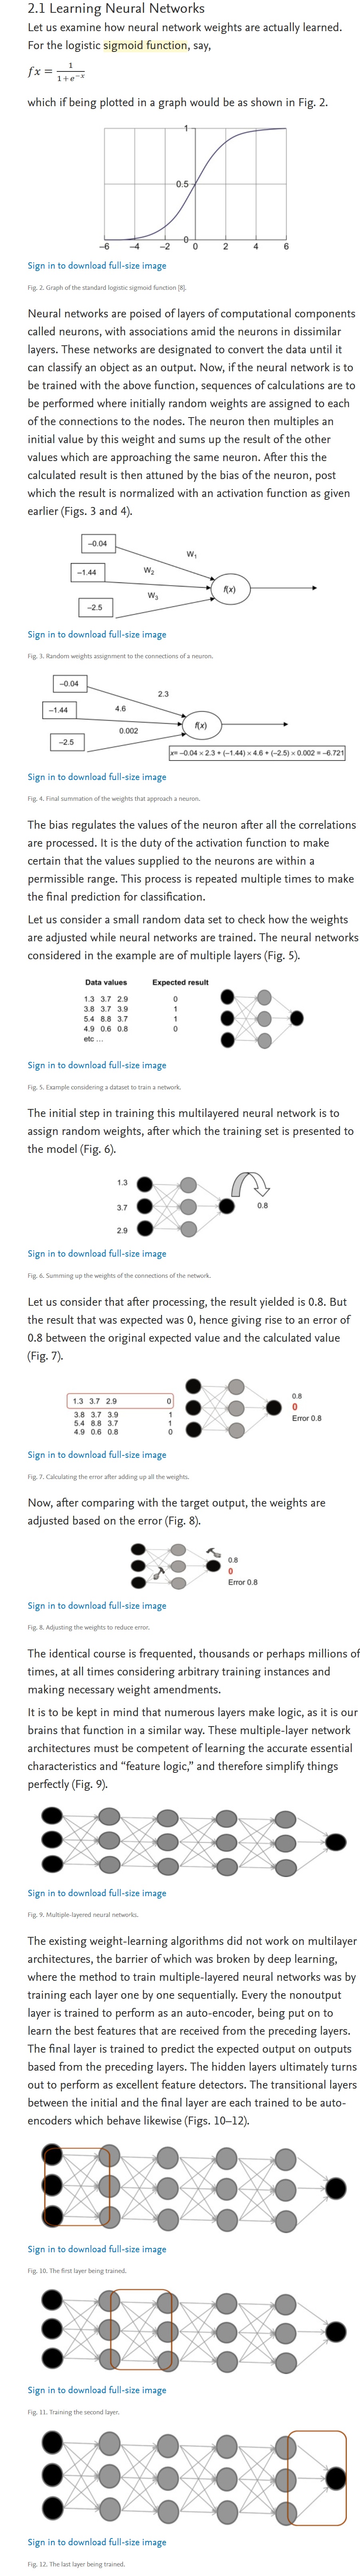 2.1 Learning Neural Networks
Let us examine how neural network weights are actually learned.
For the logistic sigmoid function, say,
fx = 1 / 1+e^−x
which if being plotted in a graph would be as shown in Fig. 2.
1
0.5
0
−6 −4 −2 0 2 4 6
Sign in to download full-size image
Fig. 2. Graph of the standard logistic sigmoid function [8].
Neural networks are poised of layers of computational components
called neurons, with associations amid the neurons in dissimilar
layers. These networks are designated to convert the data until it
can classify an object as an output. Now, if the neural network is to
be trained with the above function, sequences of calculations are to
be performed where initially random weights are assigned to each
of the connections to the nodes. The neuron then multiples an
initial value by this weight and sums up the result of the other
values which are approaching the same neuron. After this the
calculated result is then attuned by the bias of the neuron, post
which the result is normalized with an activation function as given
earlier (Figs. 3 and 4).
−0.04
W1
−1.44
W2
f(x)
W3
−2.5
Sign in to download full-size image
Fig. 3. Random weights assignment to the connections of a neuron.
−0.04
2.3
−1.44
4.6
f(x)
0.002
−2.5
x= −0.04 × 2.3 + (−1.44) × 4.6 + (−2.5) × 0.002 = −6.721
Sign in to download full-size image
Fig. 4. Final summation of the weights that approach a neuron.
The bias regulates the values of the neuron after all the correlations
are processed. It is the duty of the activation function to make
certain that the values supplied to the neurons are within a
permissible range. This process is repeated multiple times to make
the final prediction for classification.
Let us consider a small random data set to check how the weights
are adjusted while neural networks are trained. The neural networks
considered in the example are of multiple layers (Fig. 5).
Data values Expected result
1.3 3.7 2.9 0
3.8 3.7 3.9 1
5.4 8.8 3.7 1
4.9 0.6 0.8 0
etc ...
Sign in to download full-size image
Fig. 5. Example considering a dataset to train a network.
The initial step in training this multilayered neural network is to
assign random weights, after which the training set is presented to
the model (Fig. 6).
1.3
3.7
0.8
2.9
Sign in to download full-size image
Fig. 6. Summing up the weights of the connections of the network.
Let us consider that after processing, the result yielded is 0.8. But
the result that was expected was 0, hence giving rise to an error of
0.8 between the original expected value and the calculated value
(Fig. 7).
1.3 3.7 2.9 0
3.8 3.7 3.9 1
5.4 8.8 3.7 1
4.9 0.6 0.8 0
0.8
0
Error 0.8
Sign in to download full-size image
Fig. 7. Calculating the error after adding up all the weights.
Now, after comparing with the target output, the weights are
adjusted based on the error (Fig. 8).
0.8
0
Error 0.8
Sign in to download full-size image
Fig. 8. Adjusting the weights to reduce error.
The identical course is frequented, thousands or perhaps millions of
times, at all times considering arbitrary training instances and
making necessary weight amendments.
It is to be kept in mind that numerous layers make logic, as it is our
brains that function in a similar way. These multiple-layer network
architectures must be competent of learning the accurate essential
characteristics and “feature logic,” and therefore simplify things
perfectly (Fig. 9).
Sign in to download full-size image
Fig. 9. Multiple-layered neural networks.
The existing weight-learning algorithms did not work on multilayer
architectures, the barrier of which was broken by deep learning,
where the method to train multiple-layered neural networks was by
training each layer one by one sequentially. Every the nonoutput
layer is trained to perform as an auto-encoder, being put on to
learn the best features that are received from the preceding layers.
The final layer is trained to predict the expected output on outputs
based from the preceding layers. The hidden layers ultimately turns
out to perform as excellent feature detectors. The transitional layers
between the initial and the final layer are each trained to be auto-
encoders which behave likewise (Figs. 10–12).
Sign in to download full-size image
Fig. 10. The first layer being trained.
Sign in to download full-size image
Fig. 11. Training the second layer.
Sign in to download full-size image
Fig. 12. The last layer being trained.